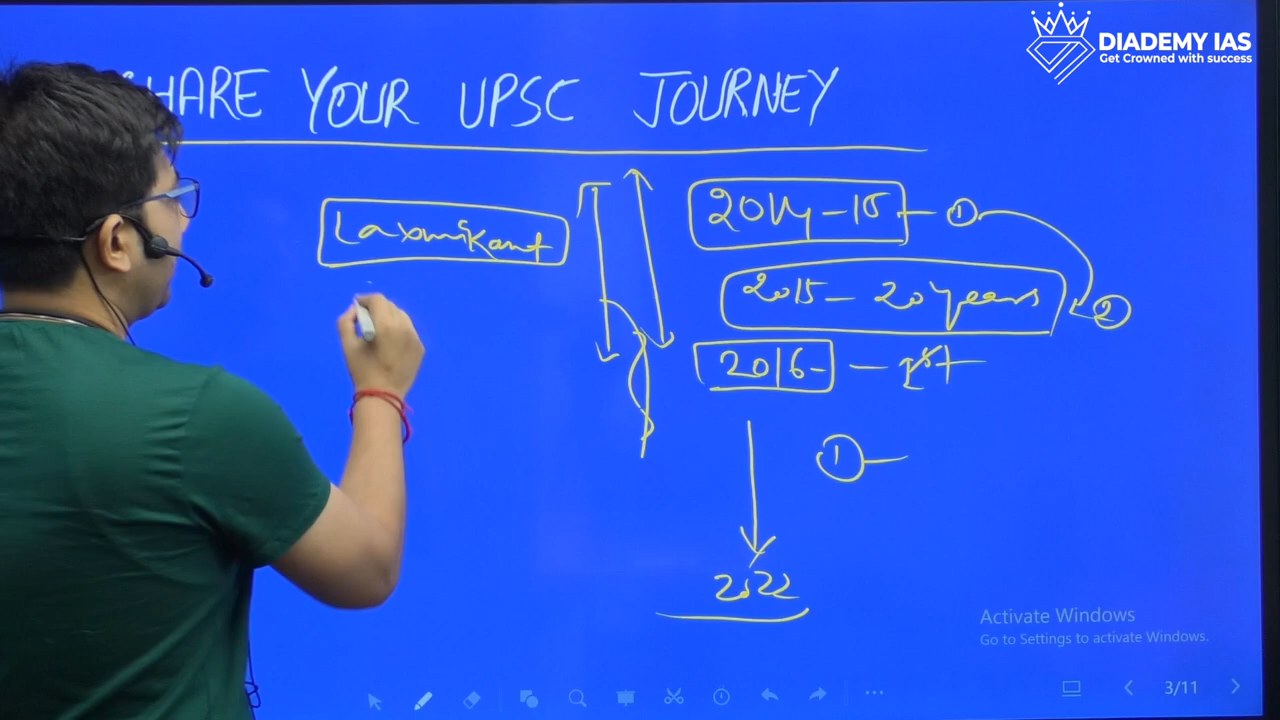 DIADEMY IAS
Get Crowned with success
SHARE YOUR UPSC JOURNEY
Laxmikant
2014-15 - 1
2015 - 20 years
2
2016 - 1st
1 -
2022
Activate Windows
Go to Settings to activate Windows.
3/11